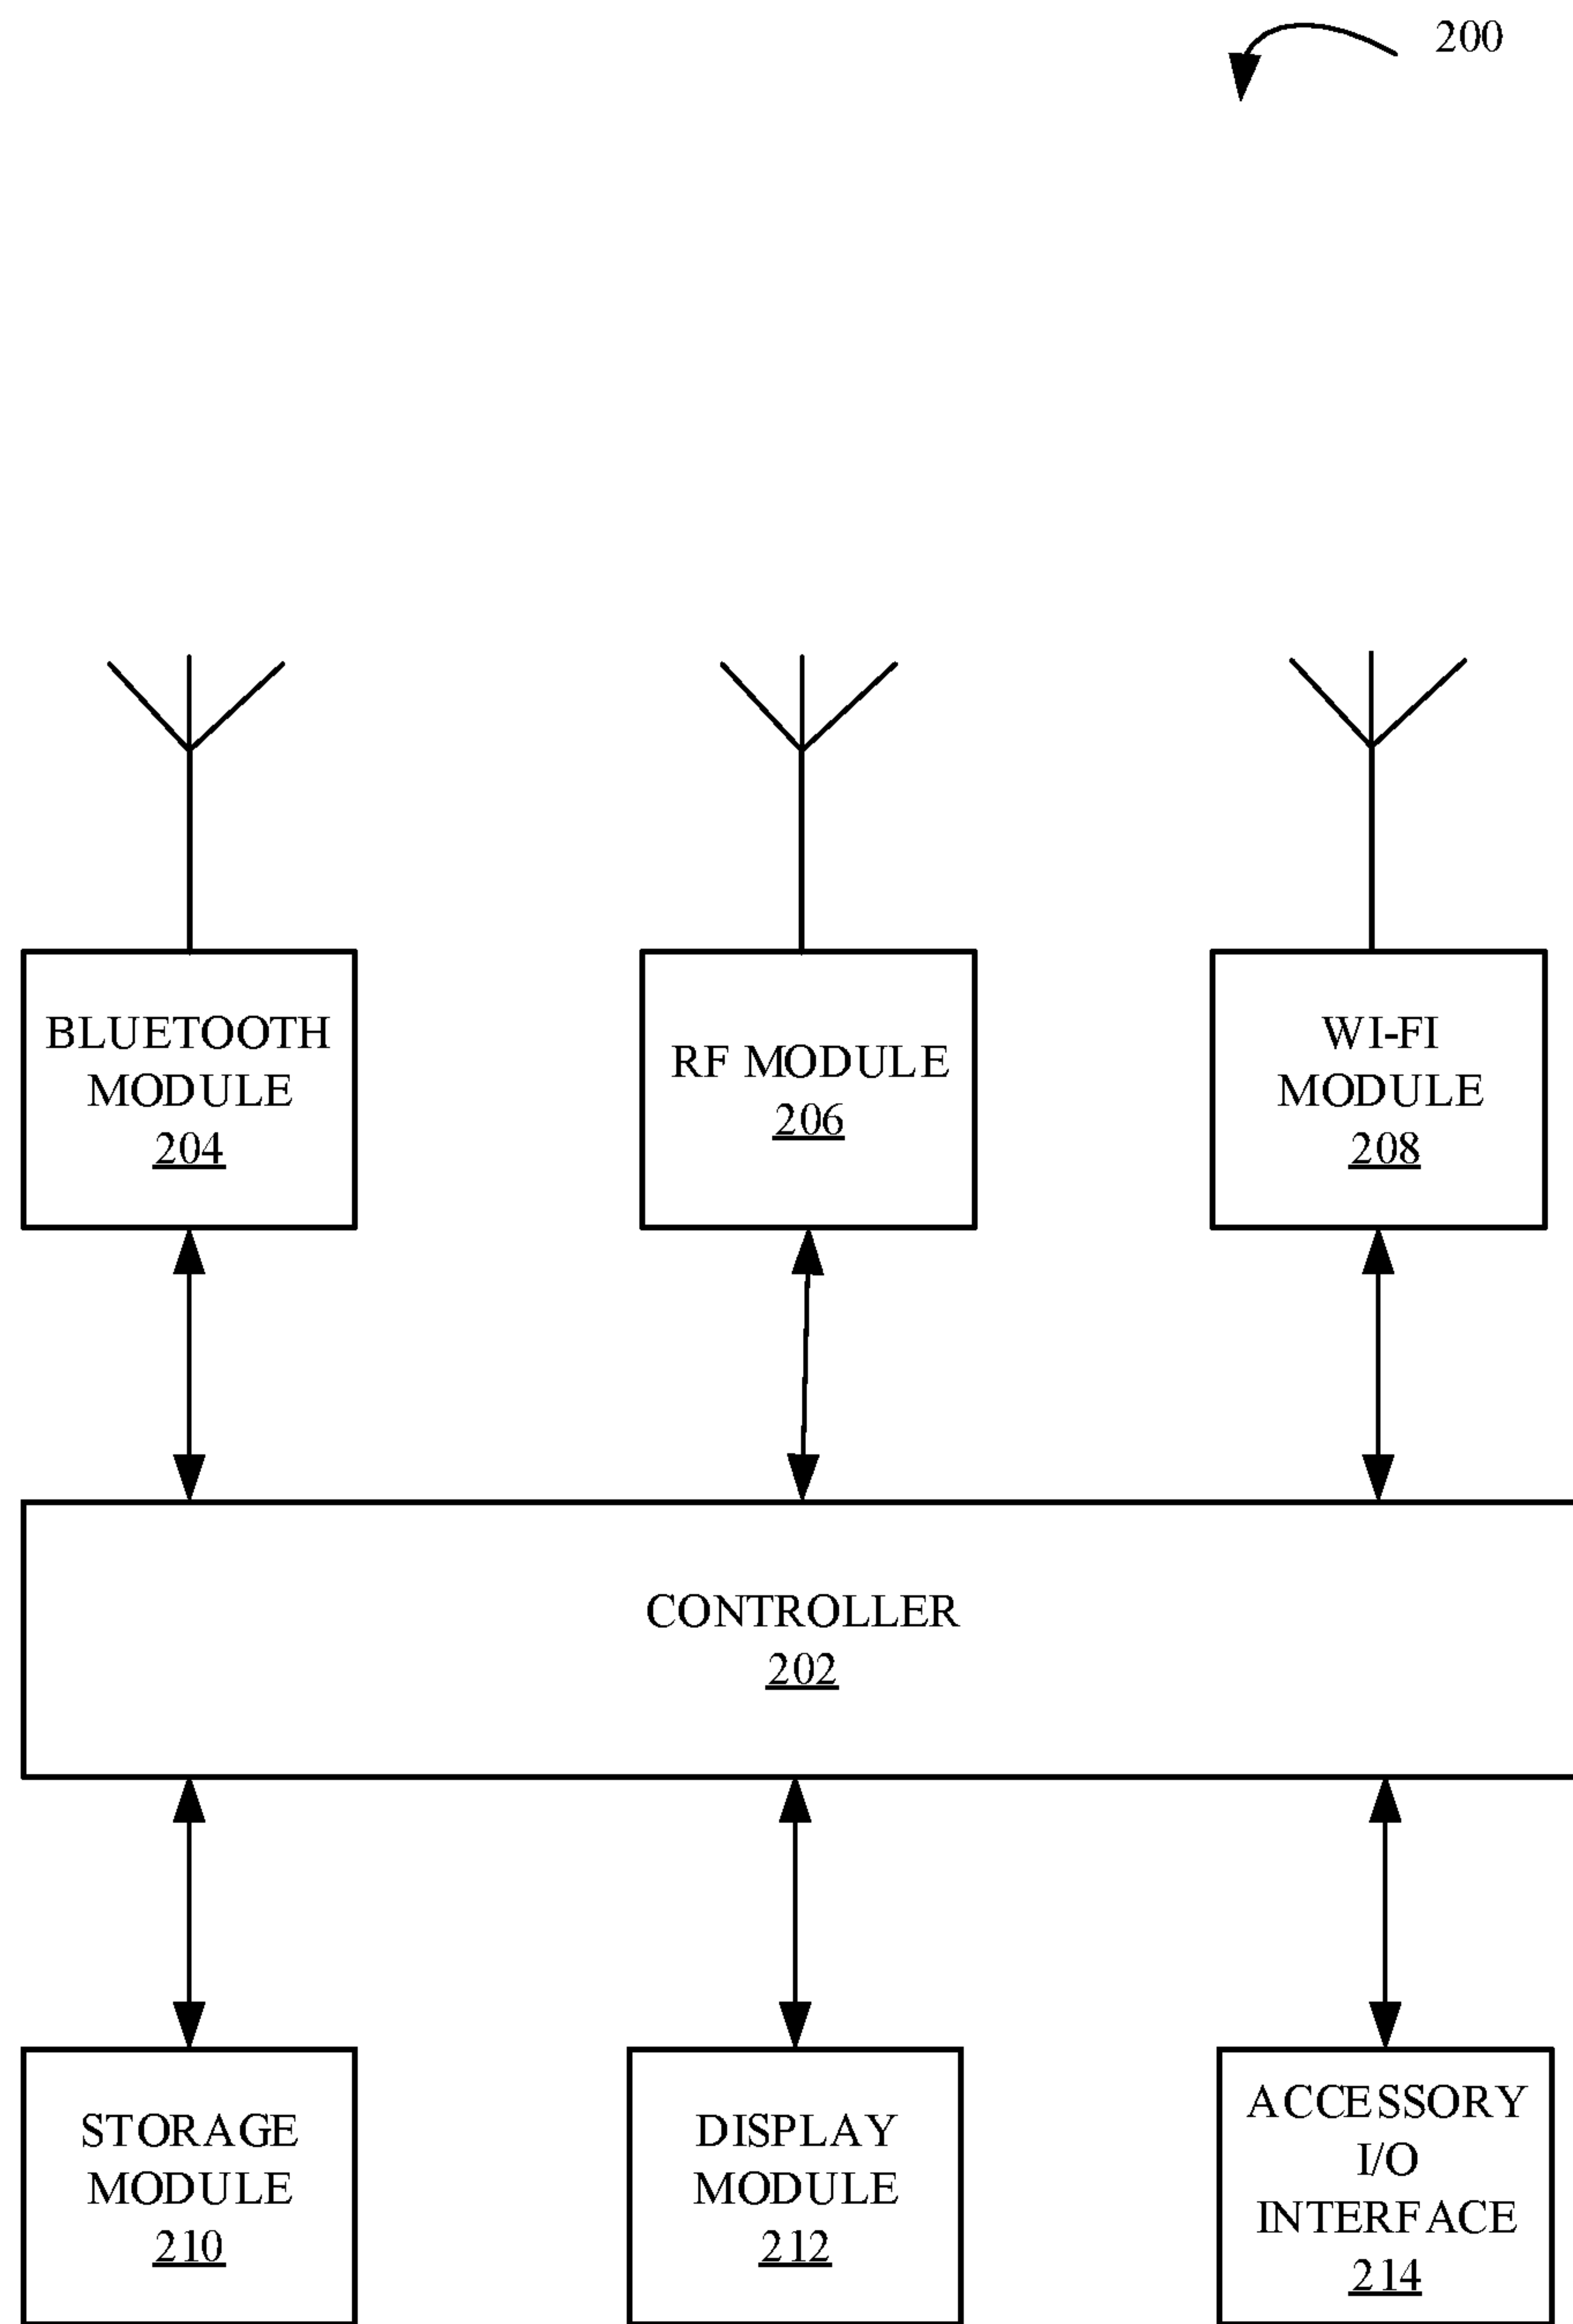 200
BLUETOOTH
MODULE
204
RF MODULE
206
WI-FI
MODULE
208
CONTROLLER
202
STORAGE
MODULE
210
DISPLAY
MODULE
212
ACCESSORY
I/O
INTERFACE
214